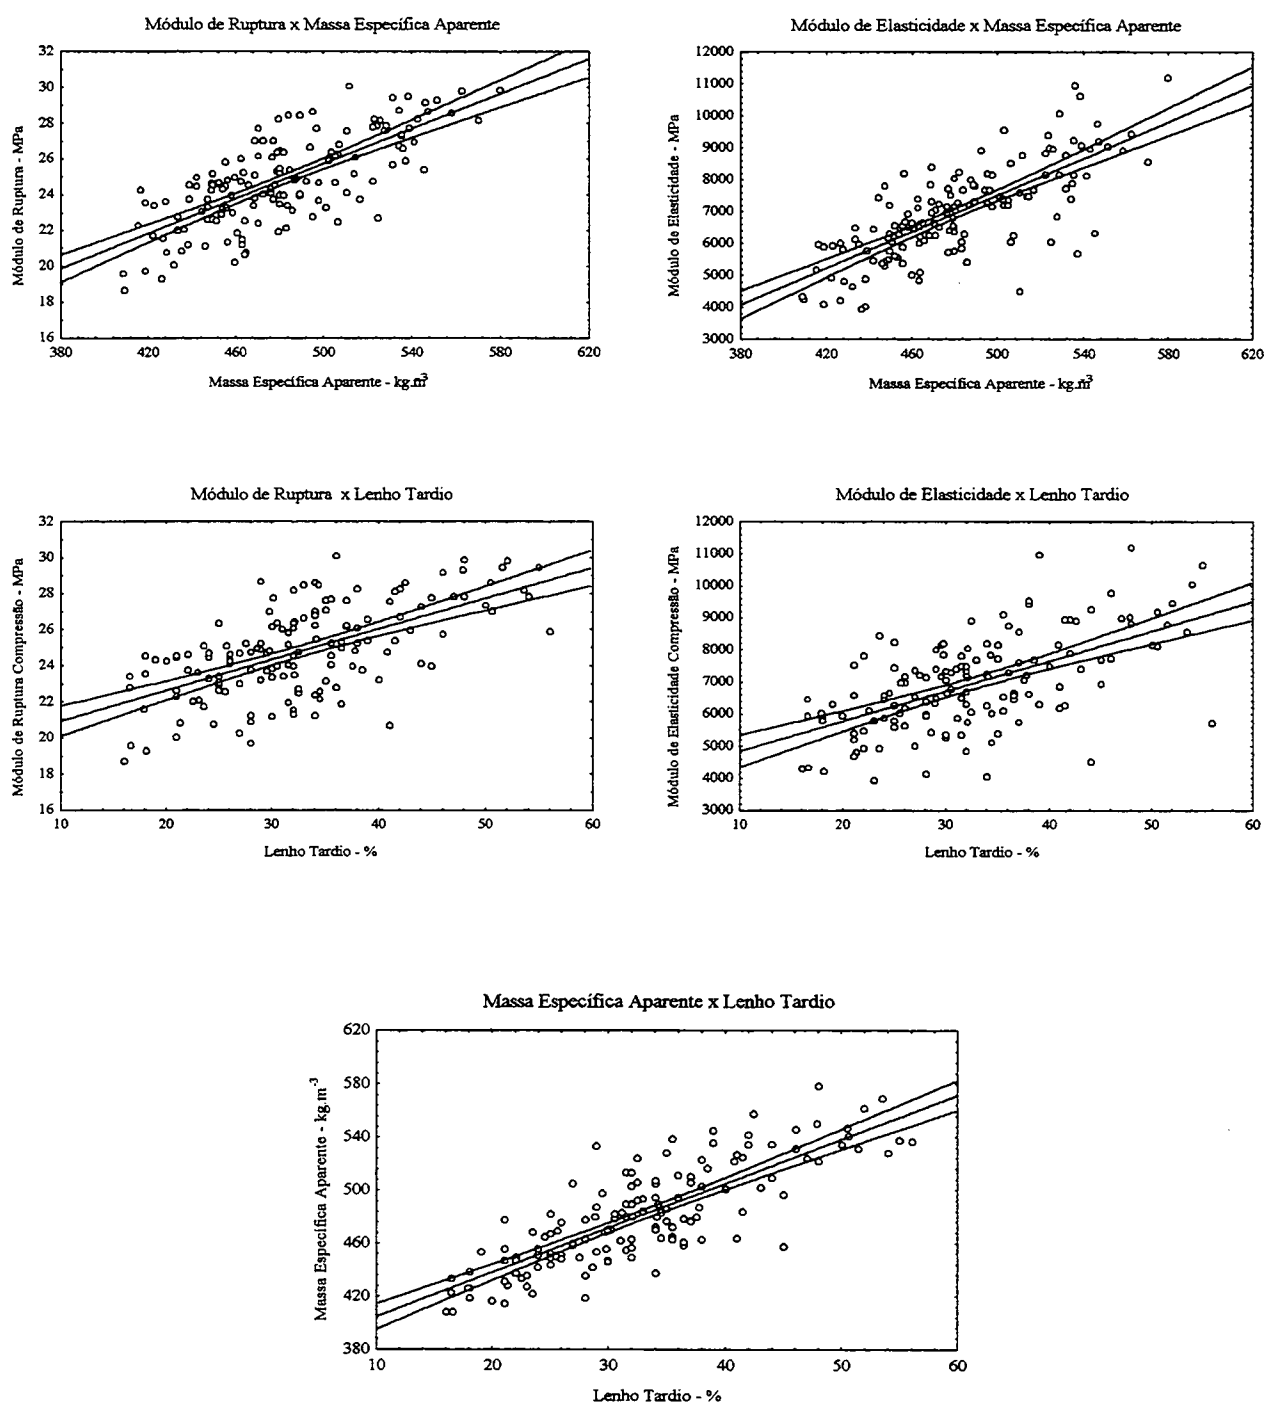 Módulo de Ruptura x Massa Específica Aparente
Módulo de Ruptura - MPa
32
30
28
26
24
22
20
18
16
380 420 460 500 540 580 620
Massa Específica Aparente - kg.m³
Módulo de Elasticidade x Massa Específica Aparente
Módulo de Elasticidade - MPa
12000
11000
10000
9000
8000
7000
6000
5000
4000
3000
380 420 460 500 540 580 620
Massa Específica Aparente - kg.m³
Módulo de Ruptura x Lenho Tardio
Módulo de Ruptura Compressão - MPa
32
30
28
26
24
22
20
18
16
10 20 30 40 50 60
Lenho Tardio - %
Módulo de Elasticidade x Lenho Tardio
Módulo de Elasticidade Compressão - MPa
12000
11000
10000
9000
8000
7000
6000
5000
4000
3000
10 20 30 40 50 60
Lenho Tardio - %
Massa Específica Aparente x Lenho Tardio
Massa Específica Aparente - kg.m⁻³
620
580
540
500
460
420
380
10 20 30 40 50 60
Lenho Tardio - %